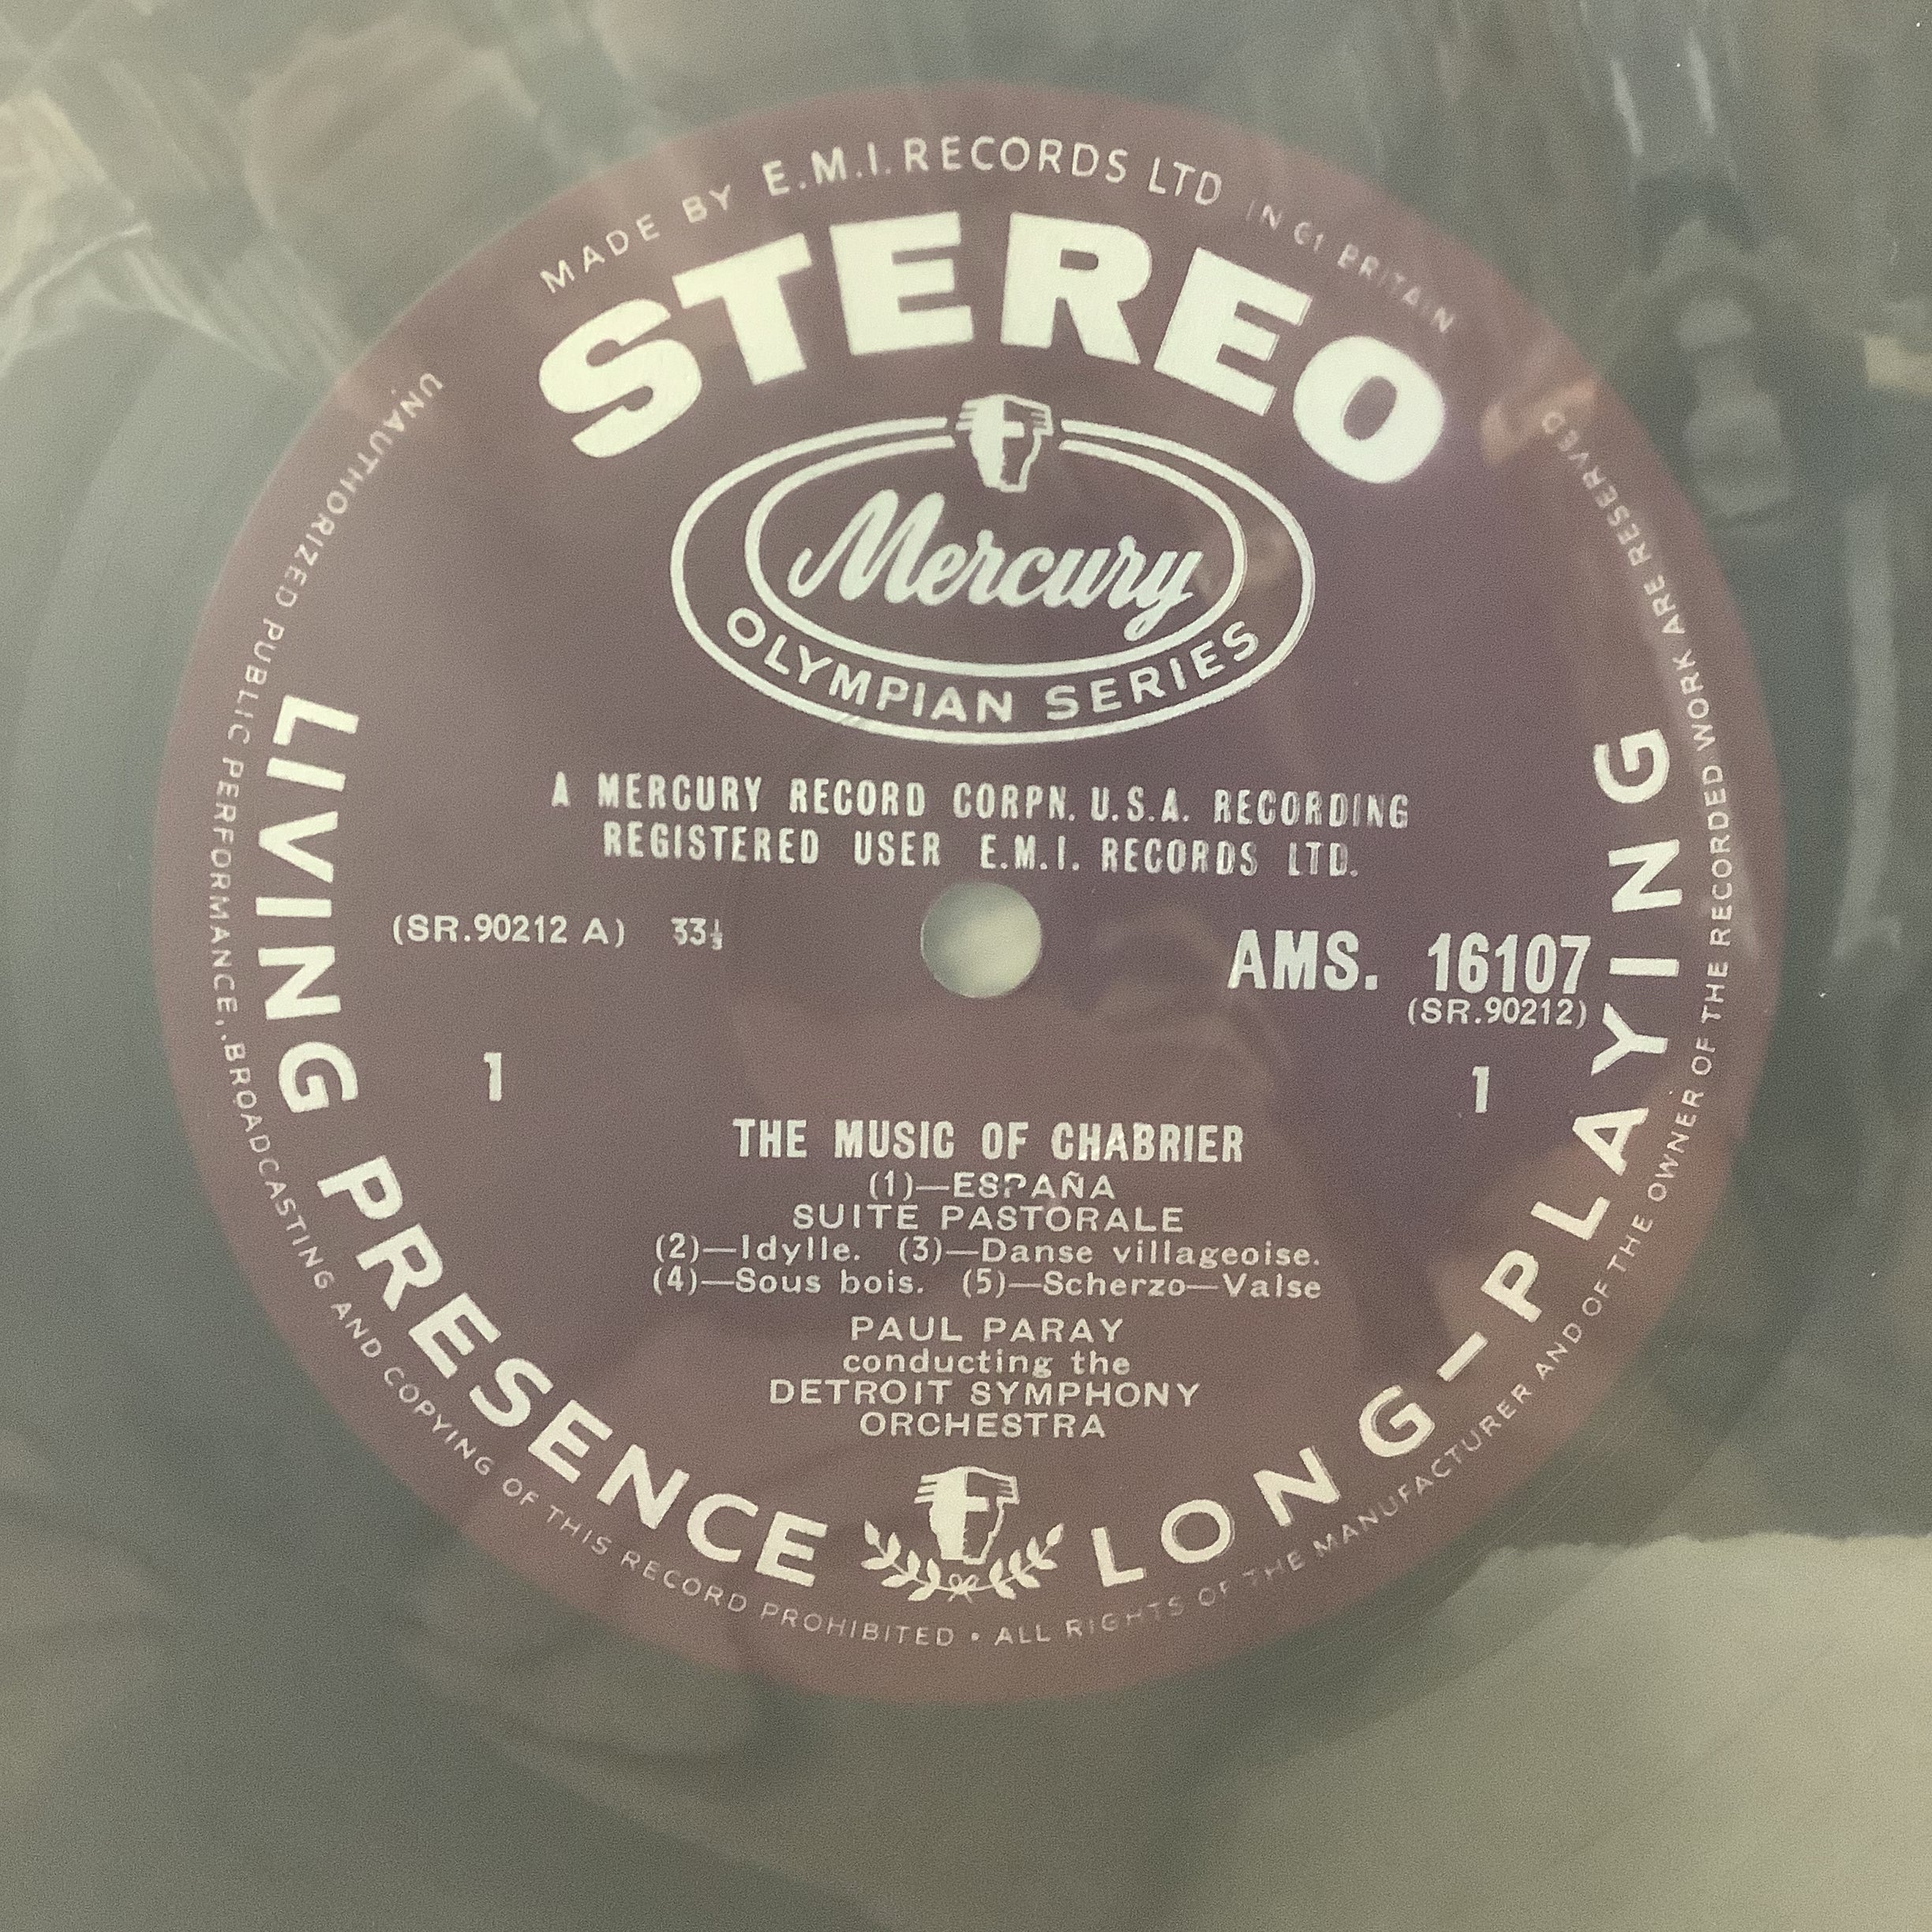 MADE BY E.M.I. RECORDS LTD IN Gt BRITAIN
STEREO
Mercury
OLYMPIAN SERIES
A MERCURY RECORD CORPN. U.S.A. RECORDING
REGISTERED USER E.M.I. RECORDS LTD.
(SR.90212 A) 33⅓
AMS. 16107
(SR.90212)
1
1
THE MUSIC OF CHABRIER
(1)—ESPAÑA
SUITE PASTORALE
(2)—Idylle. (3)—Danse villageoise.
(4)—Sous bois. (5)—Scherzo—Valse
PAUL PARAY
conducting the
DETROIT SYMPHONY
ORCHESTRA
LIVING PRESENCE
LONG-PLAYING
UNAUTHORIZED PUBLIC PERFORMANCE, BROADCASTING AND COPYING OF THIS RECORD PROHIBITED • ALL RIGHTS OF THE MANUFACTURER AND OF THE OWNER OF THE RECORDED WORK ARE RESERVED